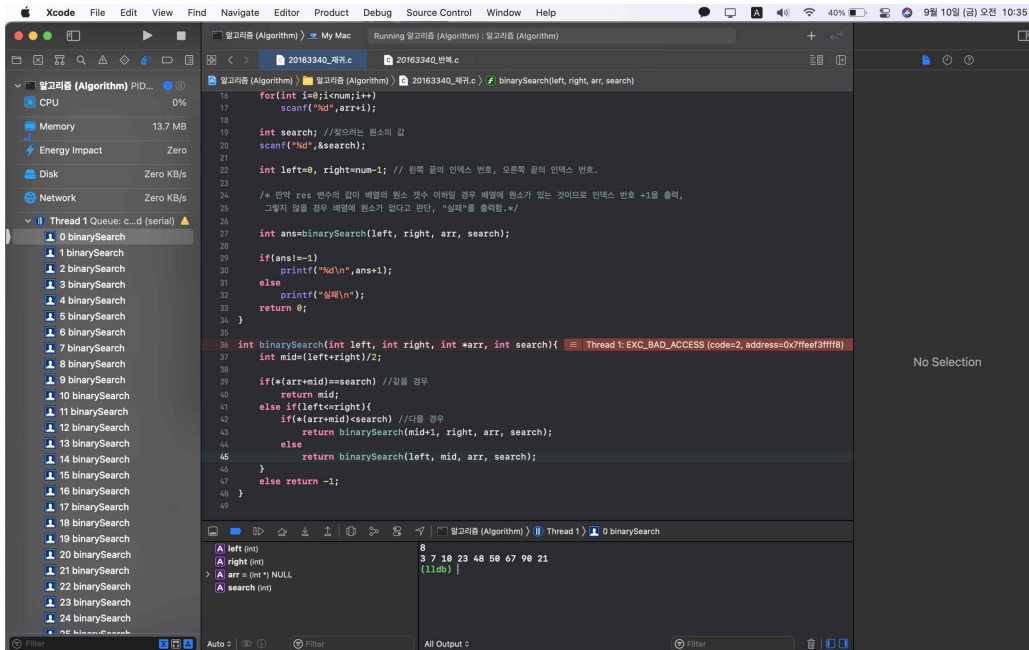 Xcode File Edit View Find Navigate Editor Product Debug Source Control Window Help A 40% 9월 10일 (금) 오전 10:35
알고리즘 (Algorithm) 〉 My Mac Running 알고리즘 (Algorithm) : 알고리즘 (Algorithm)
20163340_재귀.c 20163340_반복.c
알고리즘 (Algorithm) 〉 알고리즘 (Algorithm) 〉 20163340_재귀.c 〉 binarySearch(left, right, arr, search)
알고리즘 (Algorithm) PID...
CPU 0%
Memory 13.7 MB
Energy Impact Zero
Disk Zero KB/s
Network Zero KB/s
Thread 1 Queue: c...d (serial)
0 binarySearch
1 binarySearch
2 binarySearch
3 binarySearch
4 binarySearch
5 binarySearch
6 binarySearch
7 binarySearch
8 binarySearch
9 binarySearch
10 binarySearch
11 binarySearch
12 binarySearch
13 binarySearch
14 binarySearch
15 binarySearch
16 binarySearch
17 binarySearch
18 binarySearch
19 binarySearch
20 binarySearch
21 binarySearch
22 binarySearch
23 binarySearch
24 binarySearch
25 binarySearch
Filter
16 for(int i=0;i<num;i++)
17 scanf("%d",arr+i);
18
19 int search; //찾으려는 원소의 값
20 scanf("%d",&search);
21
22 int left=0, right=num-1; // 왼쪽 끝의 인덱스 번호, 오른쪽 끝의 인덱스 번호.
23
24 /* 만약 res 변수의 값이 배열의 원소 갯수 이하일 경우 배열에 원소가 있는 것이므로 인덱스 번호 +1을 출력,
25 그렇지 않을 경우 배열에 원소가 없다고 판단, "실패"를 출력함.*/
26
27 int ans=binarySearch(left, right, arr, search);
28
29 if(ans!=-1)
30 printf("%d\n",ans+1);
31 else
32 printf("실패\n");
33 return 0;
34 }
35
36 int binarySearch(int left, int right, int *arr, int search){ Thread 1: EXC_BAD_ACCESS (code=2, address=0x7ffeef3ffff8)
37 int mid=(left+right)/2;
38
39 if(*(arr+mid)==search) //같을 경우
40 return mid;
41 else if(left<=right){
42 if(*(arr+mid)<search) //다를 경우
43 return binarySearch(mid+1, right, arr, search);
44 else
45 return binarySearch(left, mid, arr, search);
46 }
47 else return -1;
48 }
49
알고리즘 (Algorithm) 〉 Thread 1 〉 0 binarySearch
A left (int)
A right (int)
A arr = (int *) NULL
A search (int)
Auto Filter
8
3 7 10 23 48 50 67 90 21
(lldb)
All Output Filter
No Selection